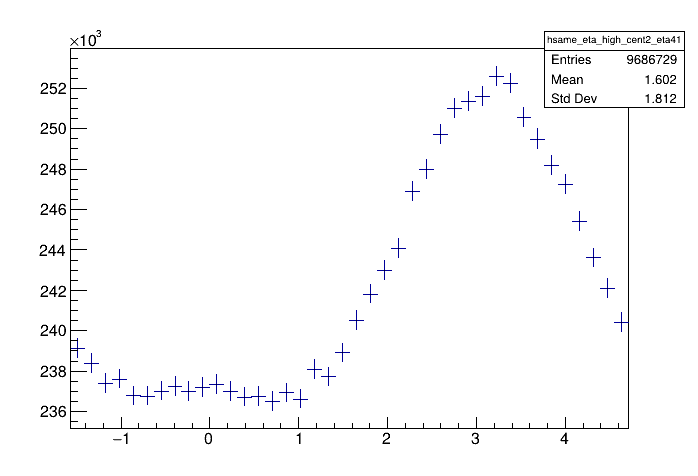 ×10³
hsame_eta_high_cent2_eta41
Entries 9686729
Mean 1.602
Std Dev 1.812
252
250
248
246
244
242
240
238
236
−1 0 1 2 3 4